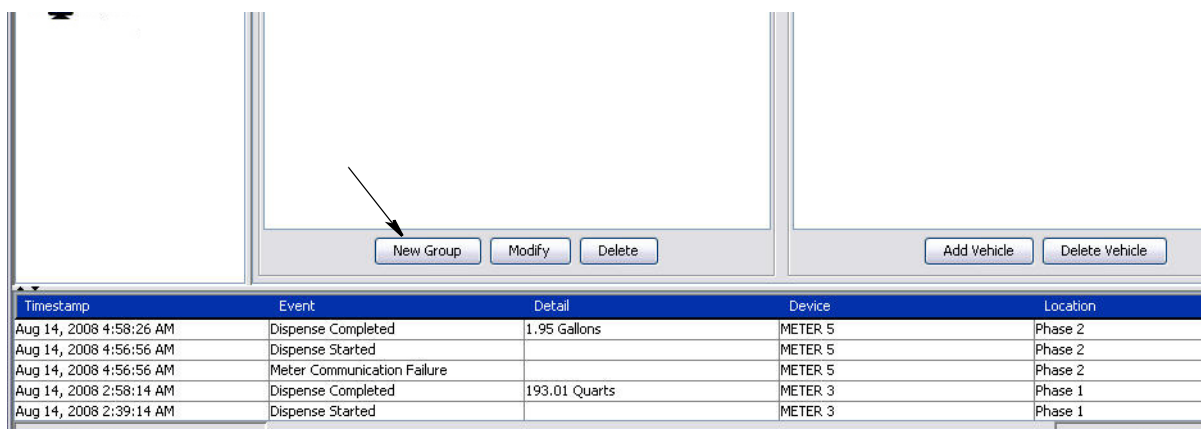 New Group Modify Delete Add Vehicle Delete Vehicle
Timestamp Event Detail Device Location
Aug 14, 2008 4:58:26 AM Dispense Completed 1.95 Gallons METER 5 Phase 2
Aug 14, 2008 4:56:56 AM Dispense Started METER 5 Phase 2
Aug 14, 2008 4:56:56 AM Meter Communication Failure METER 5 Phase 2
Aug 14, 2008 2:58:14 AM Dispense Completed 193.01 Quarts METER 3 Phase 1
Aug 14, 2008 2:39:14 AM Dispense Started METER 3 Phase 1